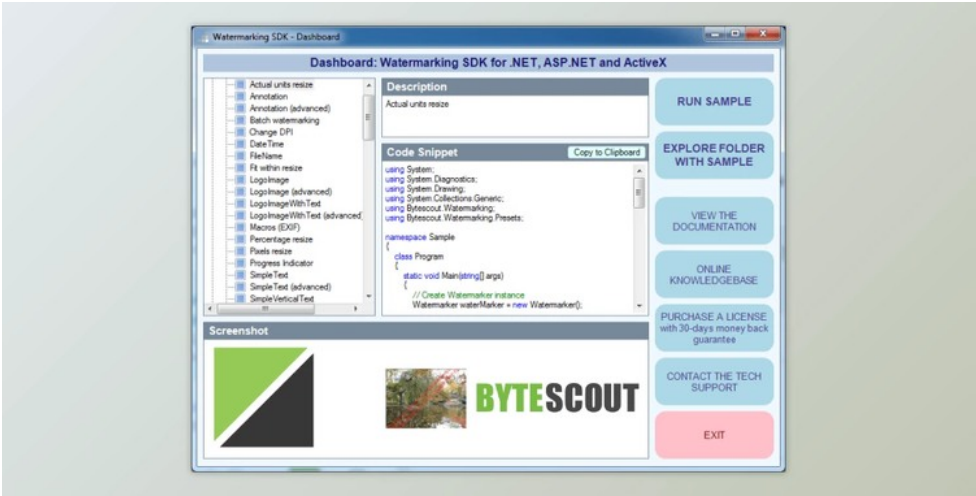 Watermarking SDK - Dashboard
Dashboard: Watermarking SDK for .NET, ASP.NET and ActiveX
Actual units resize
Annotation
Annotation (advanced)
Batch watermarking
Change DPI
DateTime
FileName
Fit within resize
LogoImage
LogoImage (advanced)
LogoImageWithText
LogoImageWithText (advanced
Macros (EXIF)
Percentage resize
Pixels resize
Progress Indicator
SimpleText
SimpleText (advanced)
SimpleVerticalText
Description
Actual units resize
Code Snippet
Copy to Clipboard
using System;
using System.Diagnostics;
using System.Drawing;
using System.Collections.Generic;
using Bytescout.Watermarking;
using Bytescout.Watermarking.Presets;
namespace Sample
{
class Program
{
static void Main(string[] args)
{
// Create Watermarker instance
Watermarker waterMarker = new Watermarker();
RUN SAMPLE
EXPLORE FOLDER
WITH SAMPLE
VIEW THE
DOCUMENTATION
ONLINE
KNOWLEDGEBASE
PURCHASE A LICENSE
with 30-days money back
guarantee
CONTACT THE TECH
SUPPORT
EXIT
Screenshot
BYTESCOUT